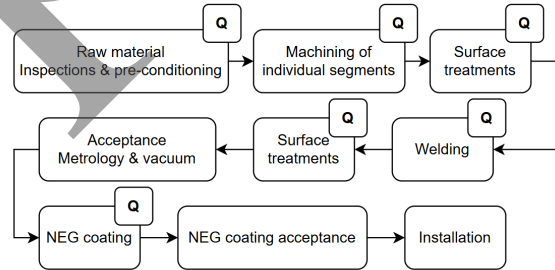 Q
Raw material
Inspections & pre-conditioning
Q
Machining of
individual segments
Q
Surface
treatments
Acceptance
Metrology & vacuum
Q
Surface
treatments
Q
Welding
Q
NEG coating
NEG coating acceptance
Installation